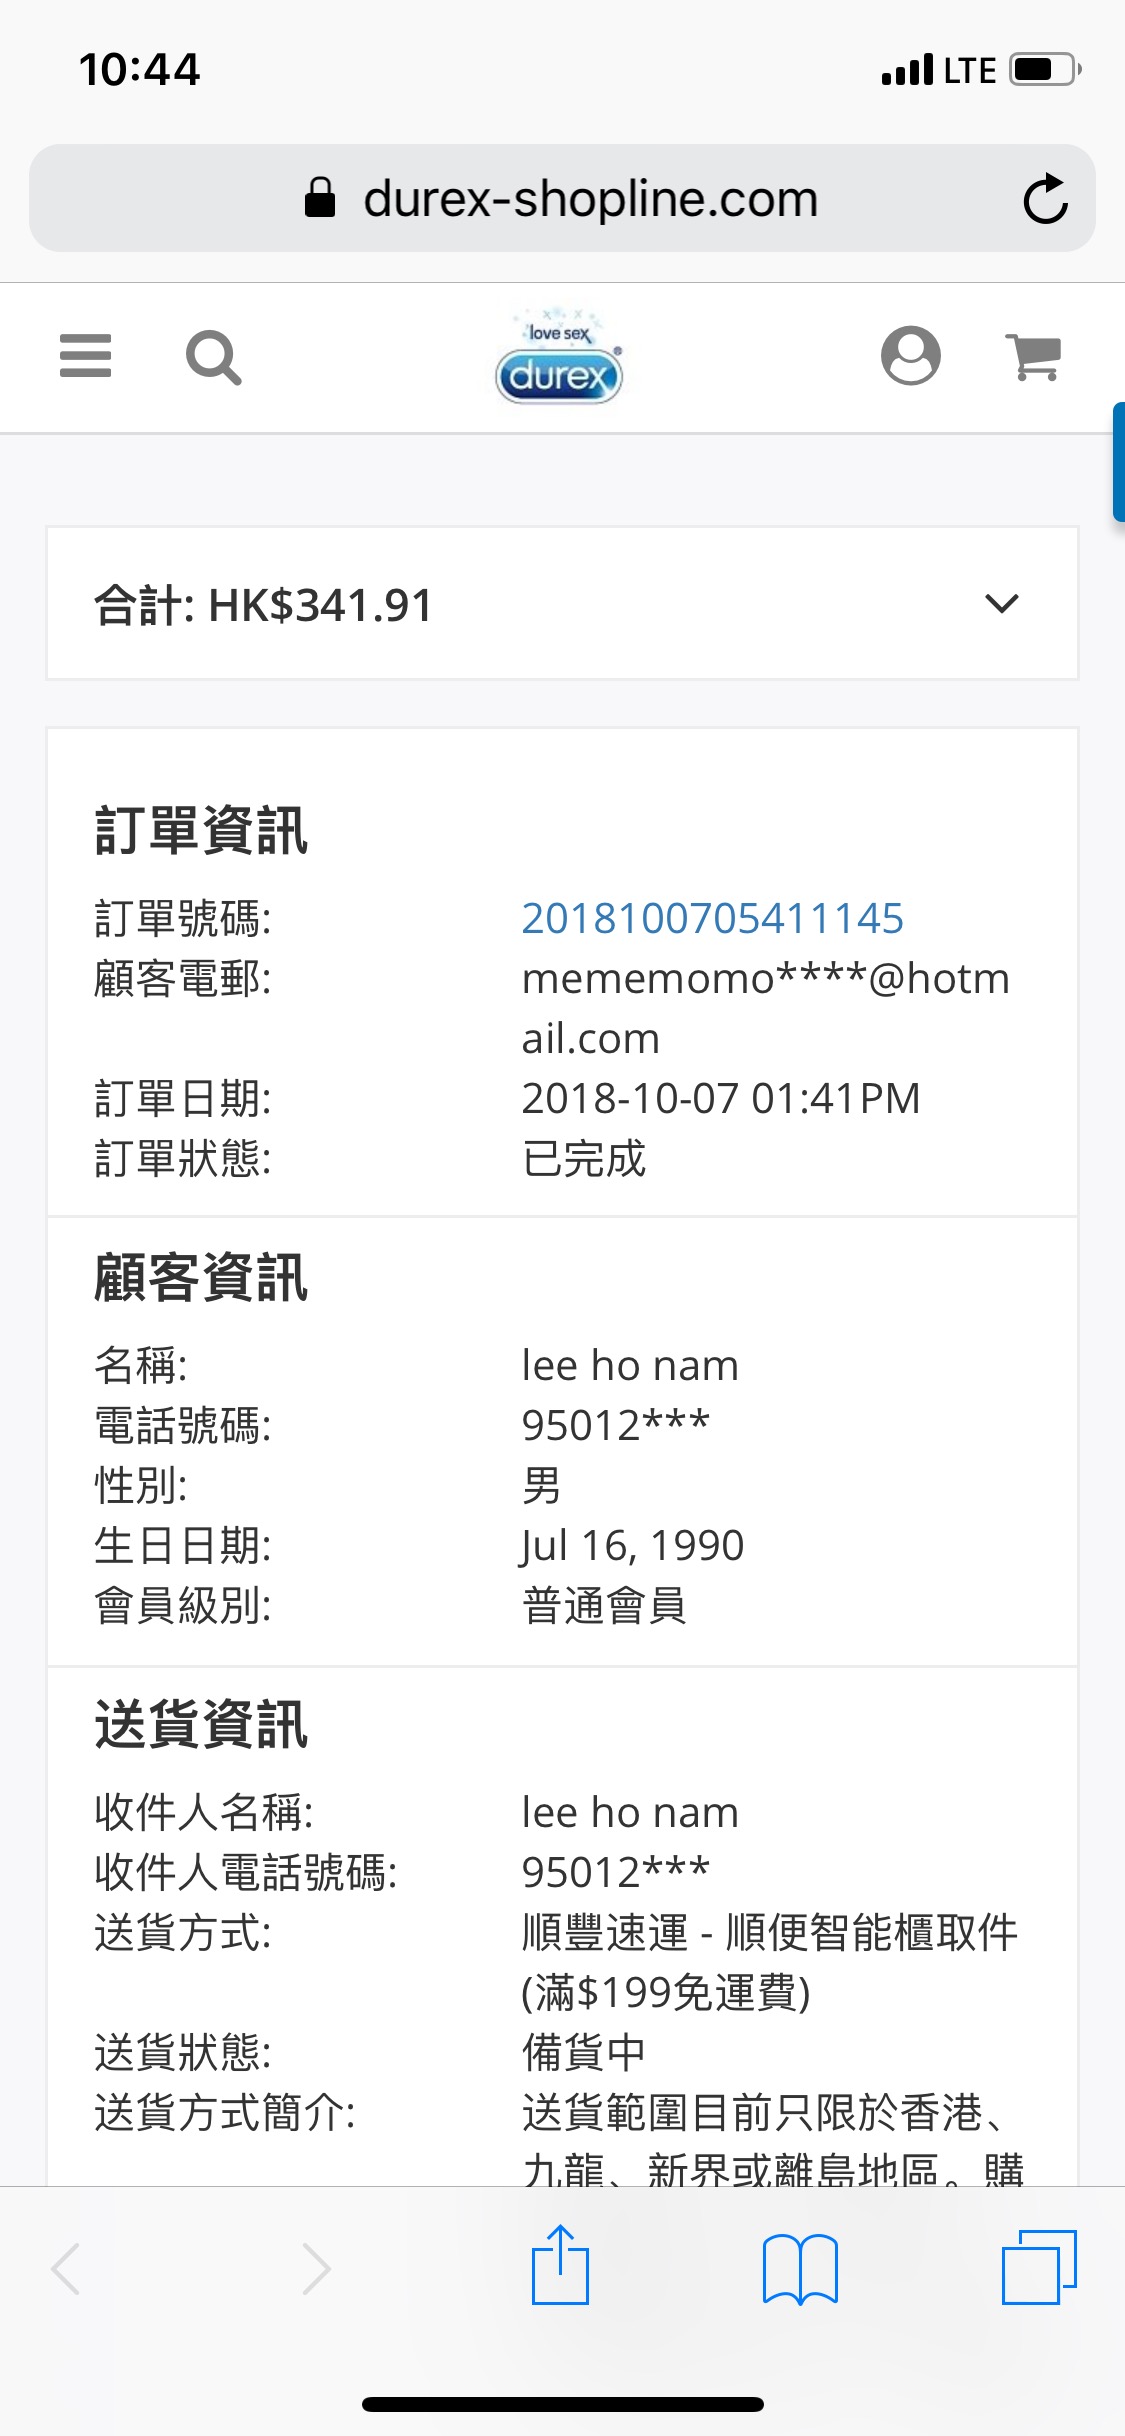 10:44
LTE
durex-shopline.com
love sex
durex®
合計: HK$341.91
訂單資訊
訂單號碼: 2018100705411145
顧客電郵: mememomo****@hotm
ail.com
訂單日期: 2018-10-07 01:41PM
訂單狀態: 已完成
顧客資訊
名稱: lee ho nam
電話號碼: 95012***
性別: 男
生日日期: Jul 16, 1990
會員級別: 普通會員
送貨資訊
收件人名稱: lee ho nam
收件人電話號碼: 95012***
送貨方式: 順豐速運 - 順便智能櫃取件
(滿$199免運費)
送貨狀態: 備貨中
送貨方式簡介: 送貨範圍目前只限於香港、
九龍、新界或離島地區。購